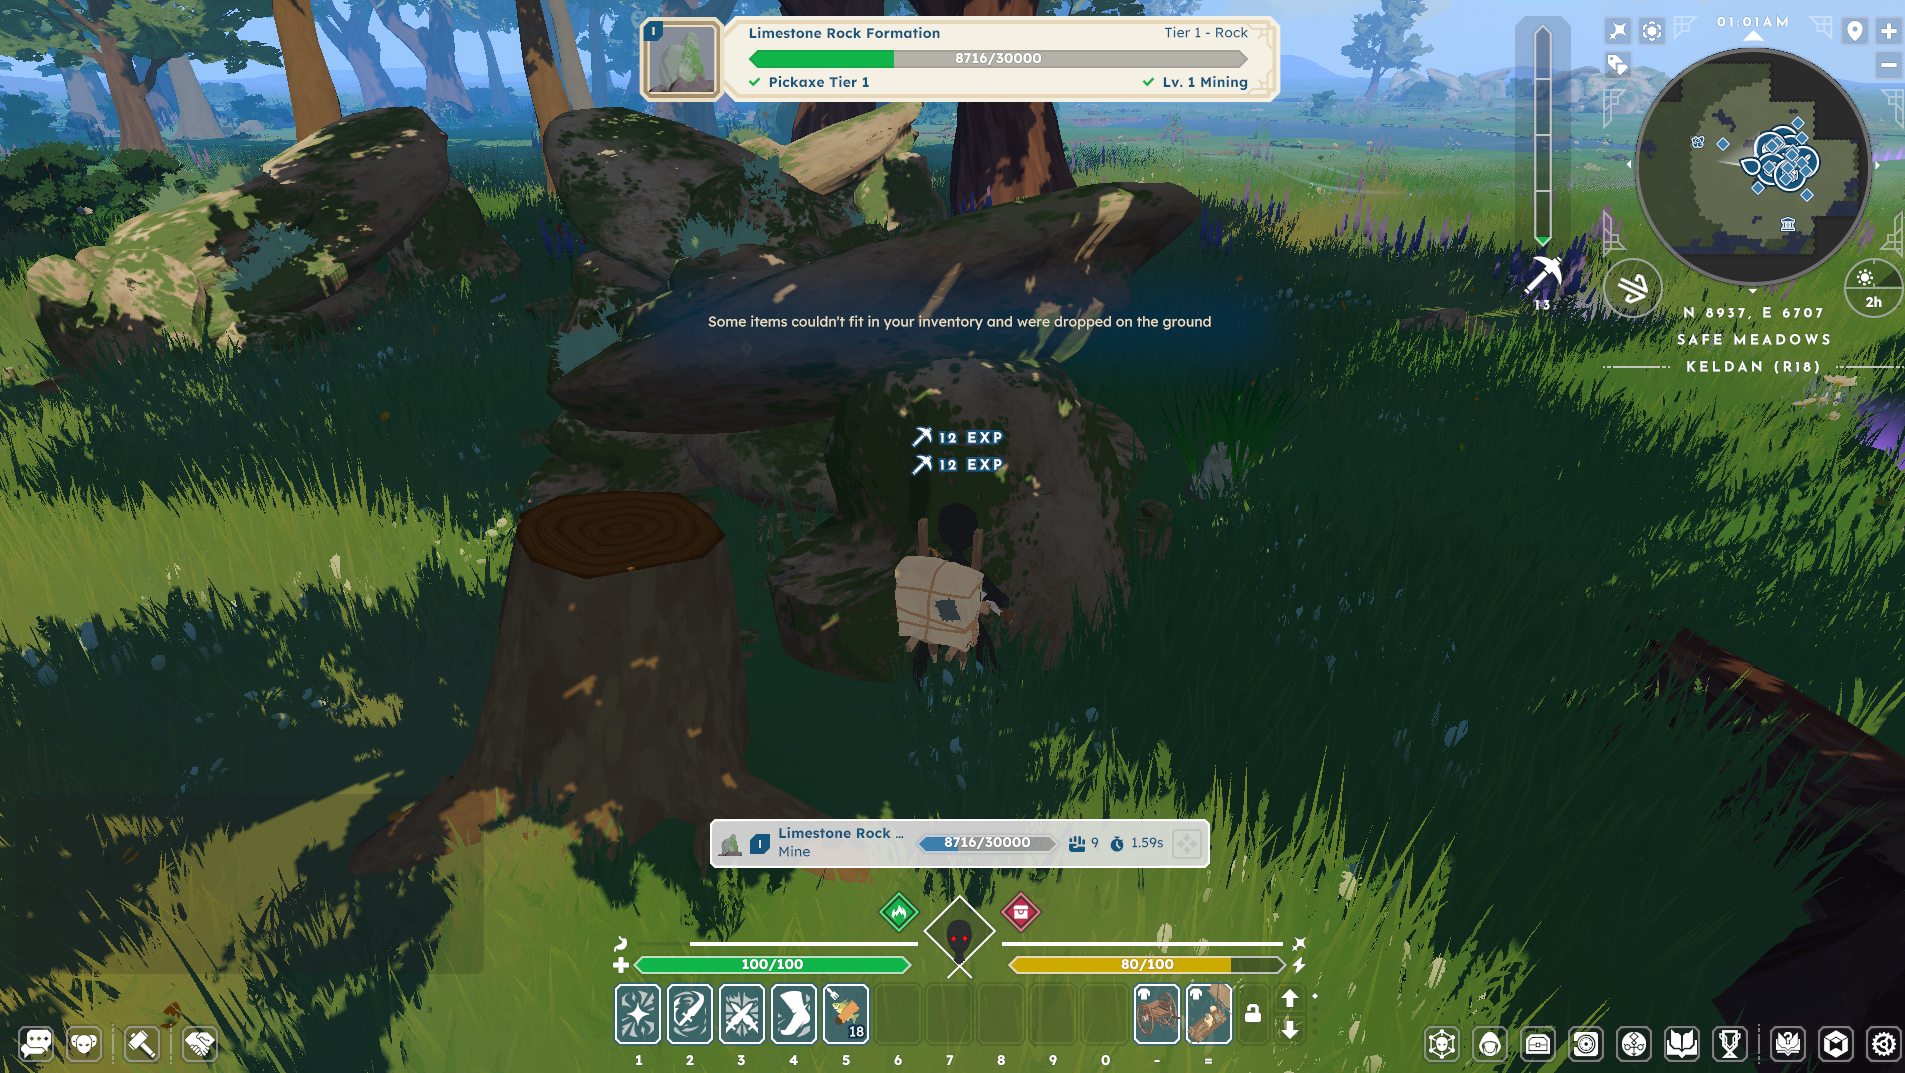 I
Limestone Rock Formation
Tier 1 - Rock
8716/30000
Pickaxe Tier 1
Lv. 1 Mining
01:01AM
13
2h
N 8937, E 6707
SAFE MEADOWS
KELDAN (R18)
Some items couldn't fit in your inventory and were dropped on the ground
12 EXP
12 EXP
I
Limestone Rock ...
Mine
8716/30000
9
1.59s
100/100
80/100
18
1 2 3 4 5 6 7 8 9 0 - =